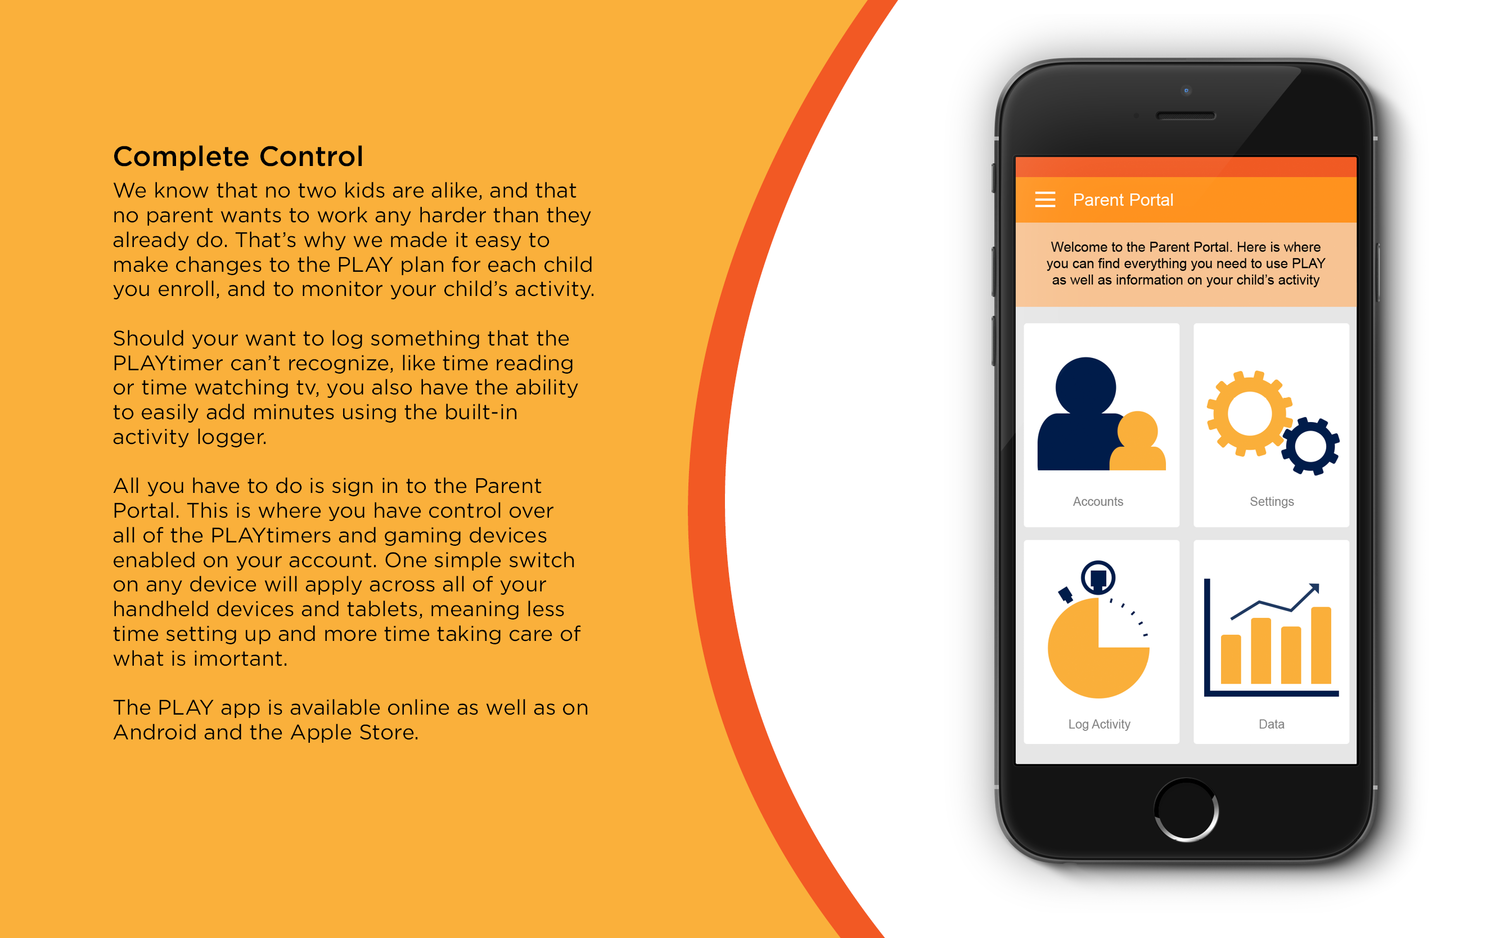 Complete Control
We know that no two kids are alike, and that
no parent wants to work any harder than they
already do. That's why we made it easy to
make changes to the PLAY plan for each child
you enroll, and to monitor your child's activity.
Should your want to log something that the
PLAYtimer can't recognize, like time reading
or time watching tv, you also have the ability
to easily add minutes using the built-in
activity logger.
All you have to do is sign in to the Parent
Portal. This is where you have control over
all of the PLAYtimers and gaming devices
enabled on your account. One simple switch
on any device will apply across all of your
handheld devices and tablets, meaning less
time setting up and more time taking care of
what is imortant.
The PLAY app is available online as well as on
Android and the Apple Store.
Parent Portal
Welcome to the Parent Portal. Here is where
you can find everything you need to use PLAY
as well as information on your child's activity
Accounts
Settings
Log Activity
Data